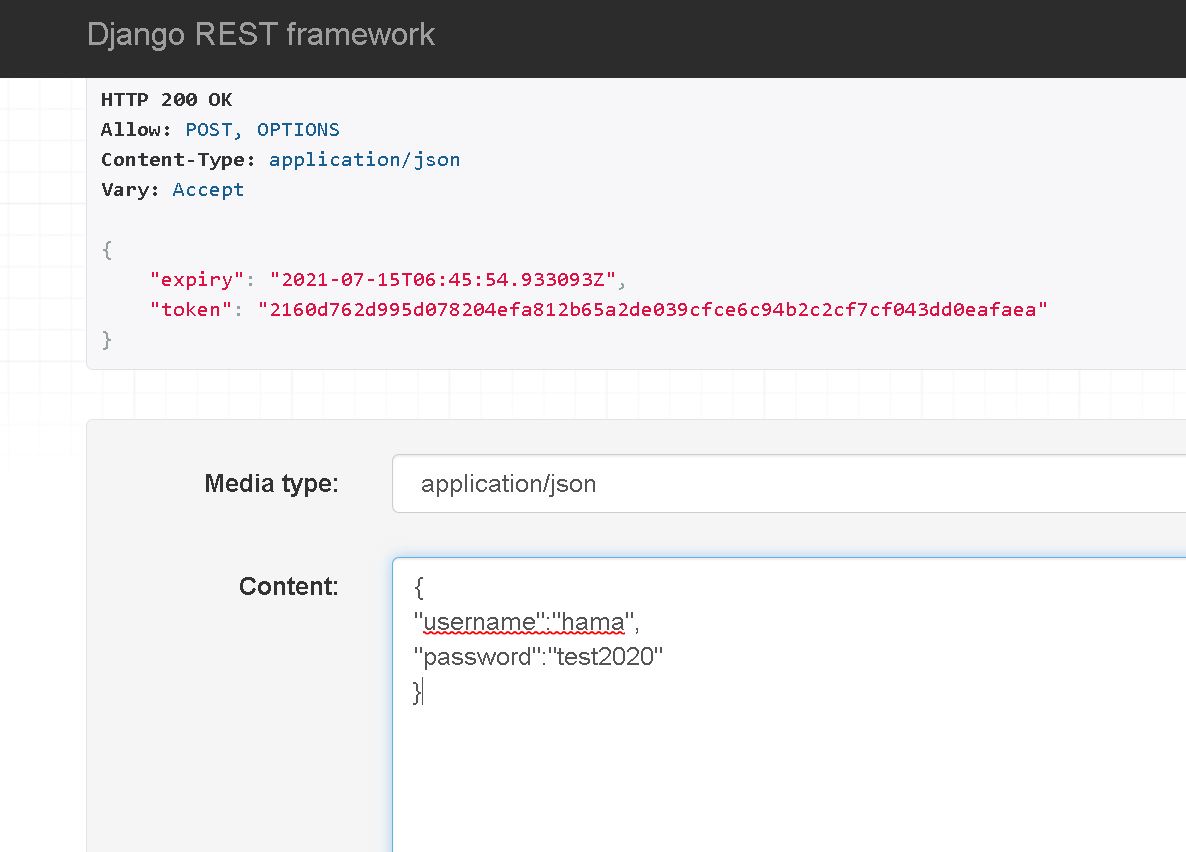 Django REST framework
HTTP 200 OK
Allow: POST, OPTIONS
Content-Type: application/json
Vary: Accept
{
"expiry": "2021-07-15T06:45:54.933093Z",
"token": "2160d762d995d078204efa812b65a2de039cfce6c94b2c2cf7cf043dd0eafaea"
}
Media type:
application/json
Content:
{
"username":"hama",
"password":"test2020"
}